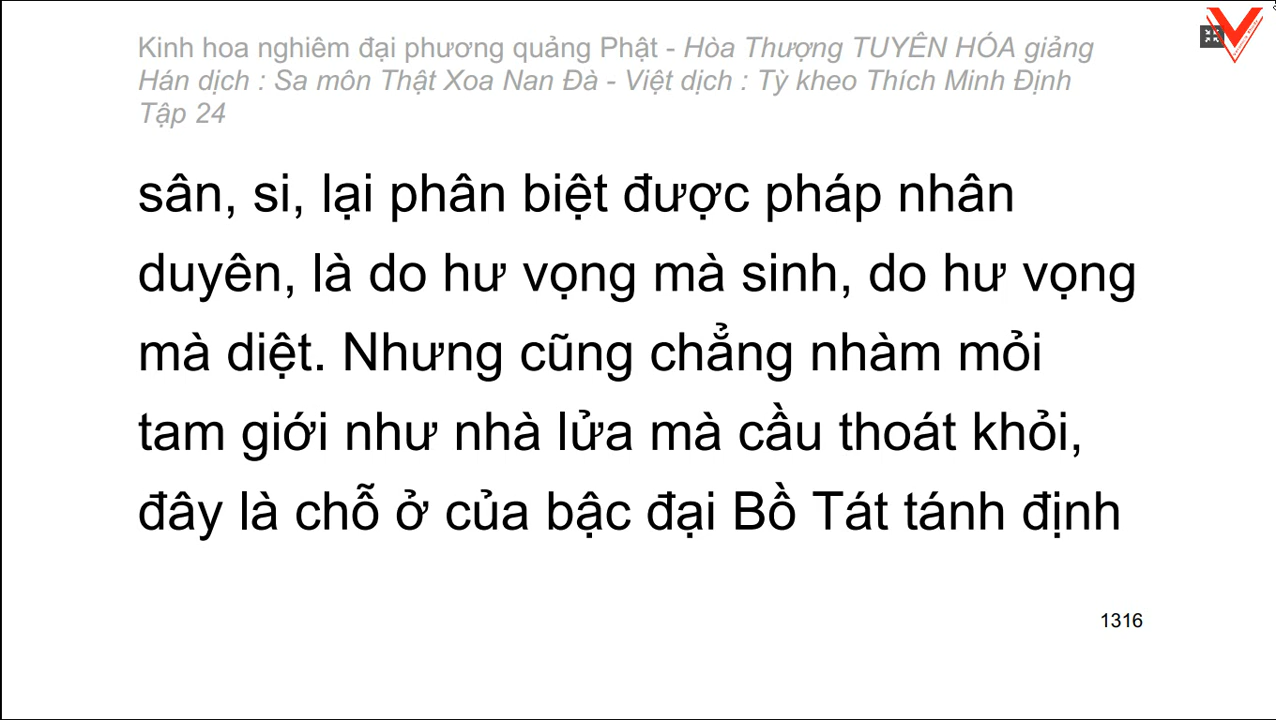 Kinh hoa nghiêm đại phương quảng Phật - Hòa Thượng TUYÊN HÓA giảng
Hán dịch : Sa môn Thật Xoa Nan Đà - Việt dịch : Tỳ kheo Thích Minh Định
Tập 24
sân, si, lại phân biệt được pháp nhân
duyên, là do hư vọng mà sinh, do hư vọng
mà diệt. Nhưng cũng chẳng nhàm mỏi
tam giới như nhà lửa mà cầu thoát khỏi,
đây là chỗ ở của bậc đại Bồ Tát tánh định
1316